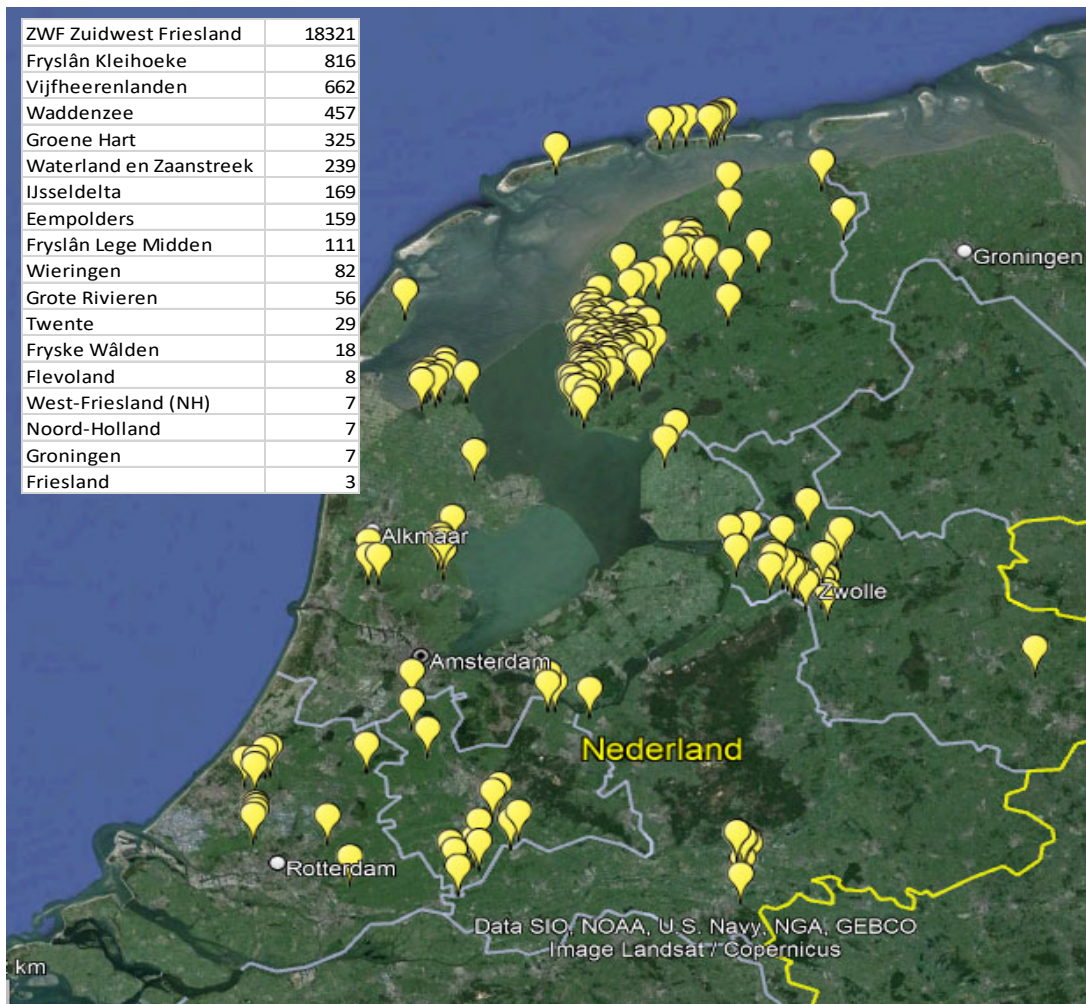 ZWF Zuidwest Friesland 18321
Fryslân Kleihoeke 816
Vijfheerenlanden 662
Waddenzee 457
Groene Hart 325
Waterland en Zaanstreek 239
IJsseldelta 169
Eempolders 159
Fryslân Lege Midden 111
Wieringen 82
Grote Rivieren 56
Twente 29
Fryske Wâlden 18
Flevoland 8
West-Friesland (NH) 7
Noord-Holland 7
Groningen 7
Friesland 3
Groningen
Alkmaar
Zwolle
Amsterdam
Nederland
Rotterdam
Data SIO, NOAA, U.S. Navy, NGA, GEBCO
Image Landsat / Copernicus
km